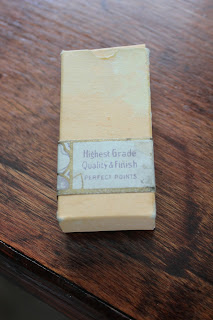 Highest Grade
Quality & Finish
PERFECT POINTS